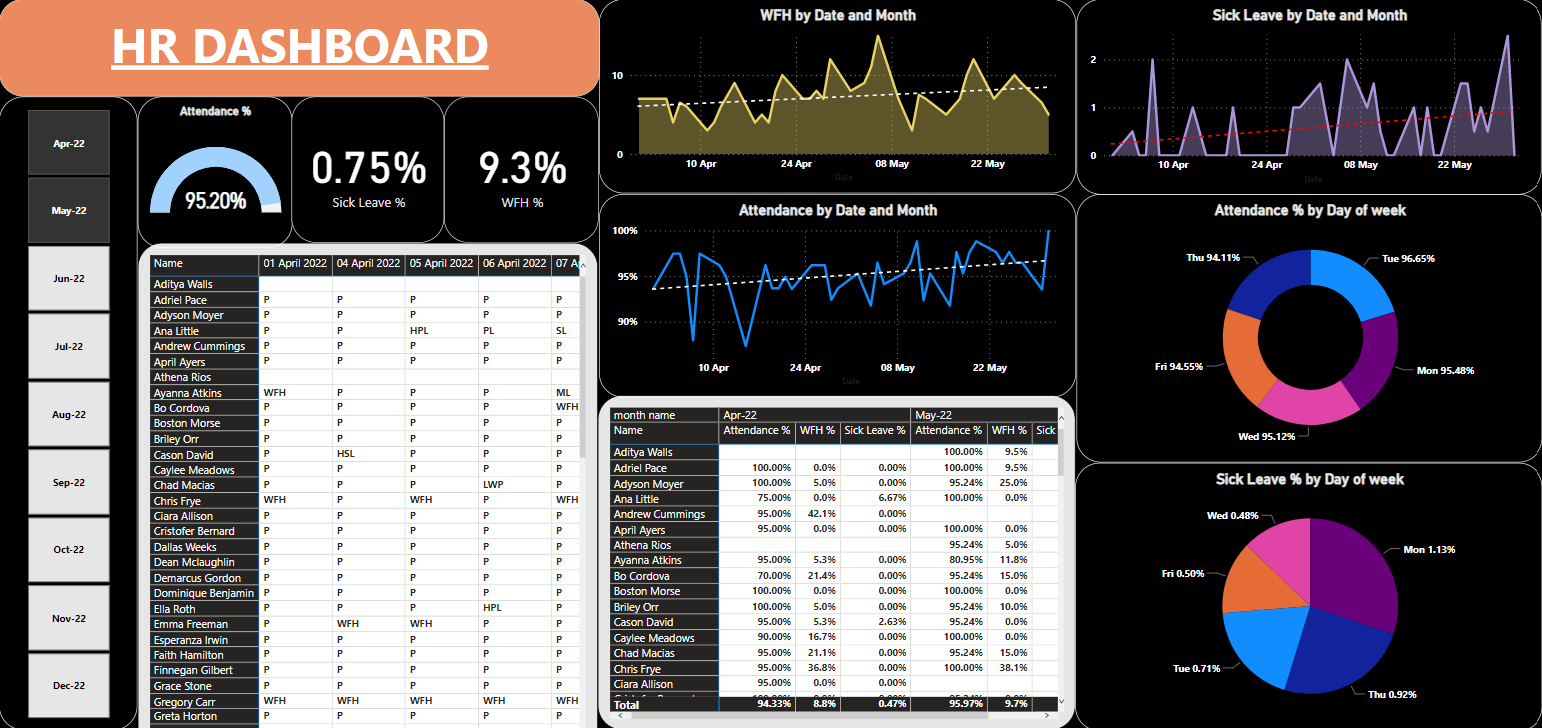 HR DASHBOARD
Apr-22
May-22
Jun-22
Jul-22
Aug-22
Sep-22
Oct-22
Nov-22
Dec-22
Attendance %
95.20%
0.75%
Sick Leave %
9.3%
WFH %
Name 01 April 2022 04 April 2022 05 April 2022 06 April 2022 07
Aditya Walls
Adriel Pace P P P P P
Adyson Moyer P P P P P
Ana Little P P HPL PL SL
Andrew Cummings P P P P P
April Ayers P P P P P
Athena Rios
Ayanna Atkins WFH P P P ML
Bo Cordova P P P P WFH
Boston Morse P P P P P
Briley Orr P P P P P
Cason David P HSL P P P
Caylee Meadows P P P P P
Chad Macias P P P LWP P
Chris Frye WFH P WFH P WFH
Ciara Allison P P P P P
Cristofer Bernard P P P P P
Dallas Weeks P P P P P
Dean Mclaughlin P P P P P
Demarcus Gordon P P P P P
Dominique Benjamin P P P P P
Ella Roth P P P HPL P
Emma Freeman P WFH WFH P P
Esperanza Irwin P P P P P
Faith Hamilton P P P P P
Finnegan Gilbert P P P P P
Grace Stone P P P P P
Gregory Carr WFH WFH WFH WFH WFH
Greta Horton P P P P P
WFH by Date and Month
10
0
10 Apr 24 Apr 08 May 22 May
Date
Attendance by Date and Month
100%
95%
90%
10 Apr 24 Apr 08 May 22 May
Date
month name Apr-22 May-22
Name Attendance % WFH % Sick Leave % Attendance % WFH % Sick
Aditya Walls 100.00% 9.5%
Adriel Pace 100.00% 0.0% 0.00% 100.00% 9.5%
Adyson Moyer 100.00% 5.0% 0.00% 95.24% 25.0%
Ana Little 75.00% 0.0% 6.67% 100.00% 0.0%
Andrew Cummings 95.00% 42.1% 0.00%
April Ayers 95.00% 0.0% 0.00% 100.00% 0.0%
Athena Rios 95.24% 5.0%
Ayanna Atkins 95.00% 5.3% 0.00% 80.95% 11.8%
Bo Cordova 70.00% 21.4% 0.00% 95.24% 15.0%
Boston Morse 100.00% 0.0% 0.00% 100.00% 0.0%
Briley Orr 100.00% 5.0% 0.00% 95.24% 10.0%
Cason David 95.00% 5.3% 2.63% 95.24% 0.0%
Caylee Meadows 90.00% 16.7% 0.00% 100.00% 0.0%
Chad Macias 95.00% 21.1% 0.00% 95.24% 15.0%
Chris Frye 95.00% 36.8% 0.00% 100.00% 38.1%
Ciara Allison 95.00% 0.0% 0.00%
Total 94.33% 8.8% 0.47% 95.97% 9.7%
Sick Leave by Date and Month
2
1
0
10 Apr 24 Apr 08 May 22 May
Date
Attendance % by Day of week
Thu 94.11%
Tue 96.65%
Fri 94.55%
Mon 95.48%
Wed 95.12%
Sick Leave % by Day of week
Wed 0.48%
Mon 1.13%
Fri 0.50%
Tue 0.71%
Thu 0.92%